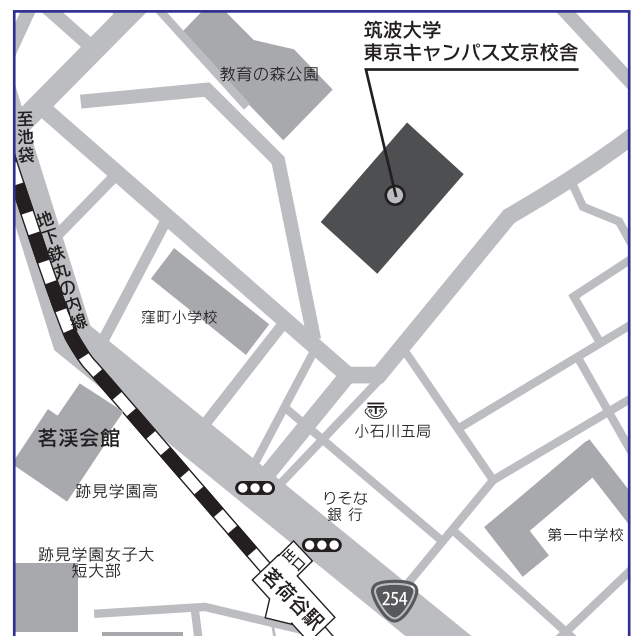 筑波大学
東京キャンパス文京校舎
教育の森公園
至池袋
地下鉄丸の内線
窪町小学校
小石川五局
茗渓会館
跡見学園高
りそな
銀 行
第一中学校
跡見学園女子大
短大部
出口
茗荷谷駅
254